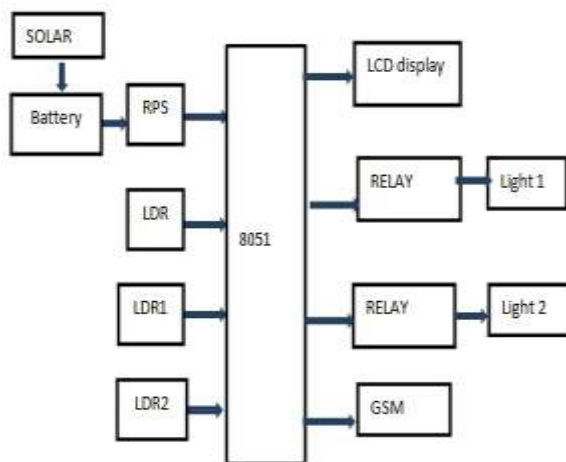 SOLAR
Battery
RPS
LDR
LDR1
LDR2
8051
LCD display
RELAY
Light 1
RELAY
Light 2
GSM